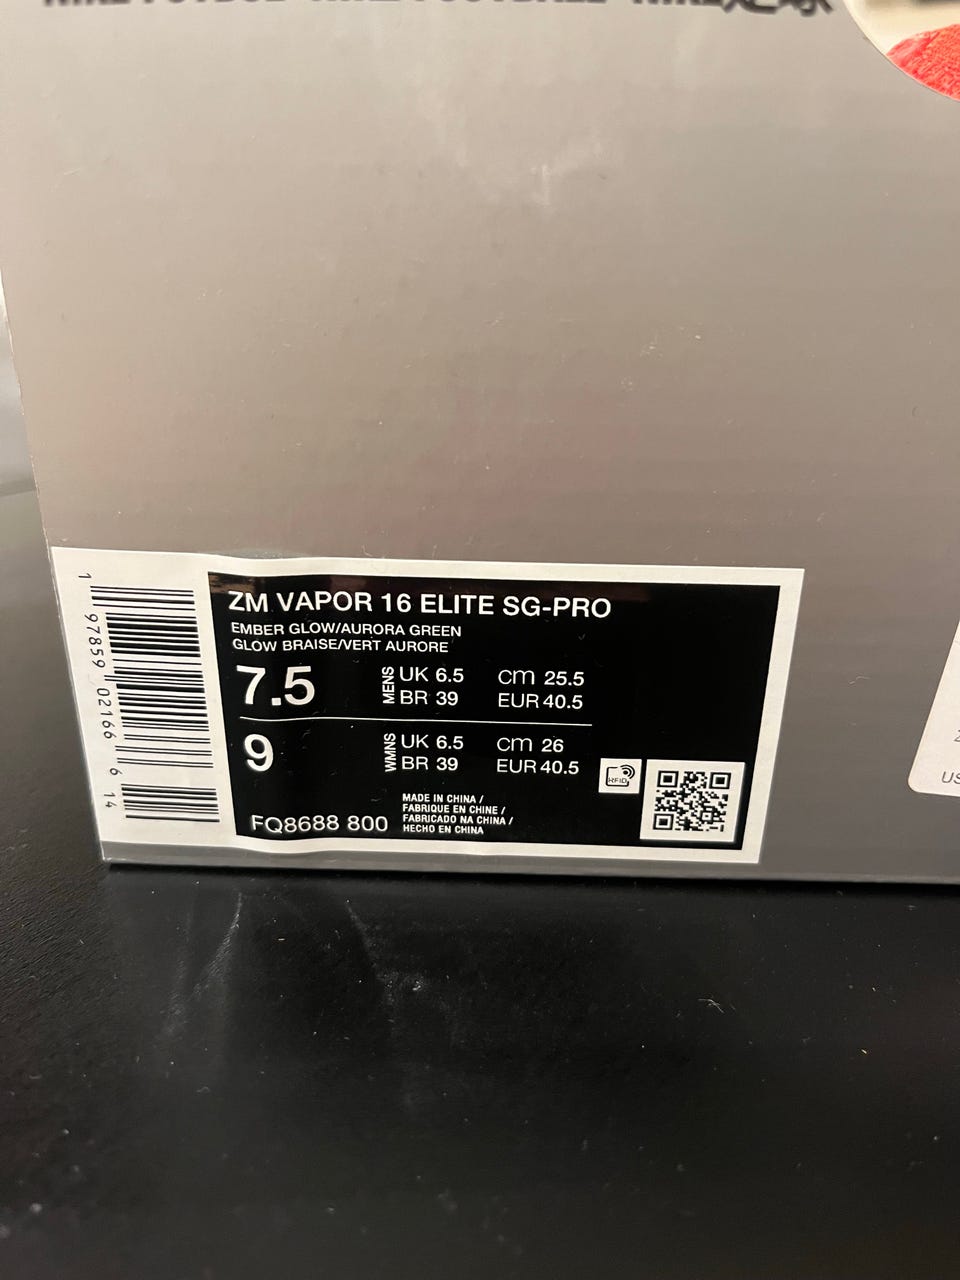 ZM VAPOR 16 ELITE SG-PRO
EMBER GLOW/AURORA GREEN
GLOW BRAISE/VERT AURORE
7.5 MENS UK 6.5 cm 25.5
BR 39 EUR 40.5
9 WMNS UK 6.5 cm 26
BR 39 EUR 40.5
RFID
FQ8688 800
MADE IN CHINA /
FABRIQUE EN CHINE /
FABRICADO NA CHINA /
HECHO EN CHINA
1 97859 02166 6 14
US